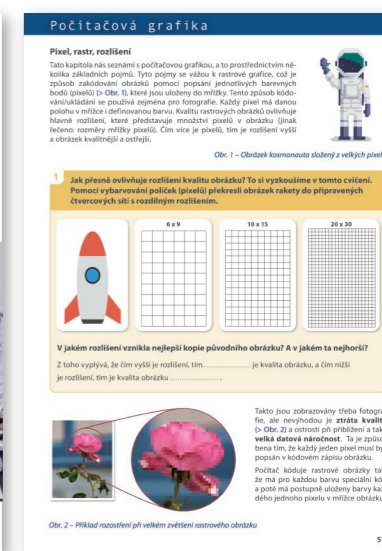 Počítačová grafika
Pixel, rastr, rozlišení
Tato kapitola nás seznámí s počítačovou grafikou, a to prostřednictvím ně-
kolika základních pojmů. Tyto pojmy se vážou k rastrové grafice, což je
způsob zakódování obrázků pomocí popsání jednotlivých barevných
bodů (pixelů) (> Obr. 1), které jsou uloženy do mřížky. Tento způsob kódo-
vání/ukládání se používá zejména pro fotografie. Každý pixel má danou
polohu v mřížce i definovanou barvu. Kvalitu rastrových obrázků ovlivňuje
hlavně rozlišení, které představuje množství pixelů v obrázku (jinak
řečeno: rozměry mřížky pixelů). Čím více je pixelů, tím je rozlišení vyšší
a obrázek kvalitnější a ostřejší.
Obr. 1 – Obrázek kosmonauta složený z velkých pixel
1
Jak přesně ovlivňuje rozlišení kvalitu obrázku? To si vyzkoušíme v tomto cvičení.
Pomocí vybarvování políček (pixelů) překresli obrázek rakety do připravených
čtvercových sítí s rozdílným rozlišením.
6 x 9 10 x 15 20 x 30
V jakém rozlišení vznikla nejlepší kopie původního obrázku? A v jakém ta nejhorší?
Z toho vyplývá, že čím vyšší je rozlišení, tím je kvalita obrázku, a čím nižší
je rozlišení, tím je kvalita obrázku .
Takto jsou zobrazovány třeba fotogra
fie, ale nevýhodou je ztráta kvalit
(> Obr. 2) a ostrosti při přiblížení a tak
velká datová náročnost. Ta je způso
bena tím, že každý jeden pixel musí bý
popsán v kódovém zápisu obrázku.
Počítač kóduje rastrové obrázky tak
že má pro každou barvu speciální kó
a poté má postupně uloženy barvy kaž
dého jednoho pixelu v mřížce obrázku
Obr. 2 – Příklad rozostření při velkém zvětšení rastrového obrázku